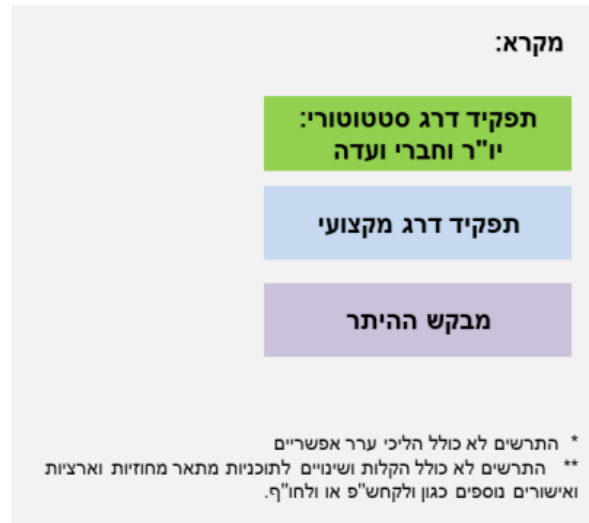 מקרא:
תפקיד דרג סטטוטורי:
יו"ר וחברי ועדה
תפקיד דרג מקצועי
מבקש ההיתר
* התרשים לא כולל הליכי ערר אפשריים
** התרשים לא כולל הקלות ושינויים לתוכניות מתאר מחוזיות וארציות
ואישורים נוספים כגון ולקחש"פ או ולחו"ף.